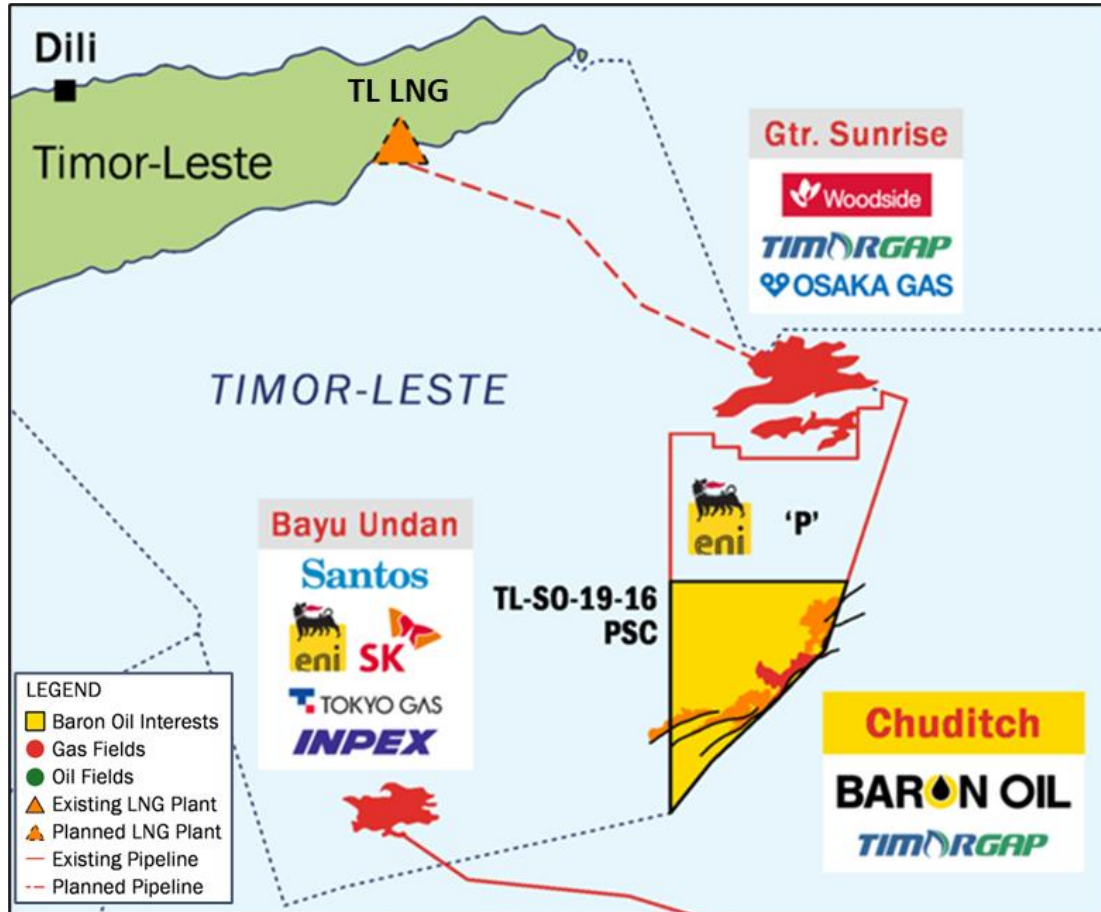 Dili
TL LNG
Timor-Leste
Gtr. Sunrise
Woodside
TIMORGAP
OSAKA GAS
TIMOR-LESTE
eni
'P'
Bayu Undan
Santos
eni
SK
TOKYO GAS
INPEX
TL-SO-19-16
PSC
Chuditch
BARON OIL
TIMORGAP
LEGEND
Baron Oil Interests
Gas Fields
Oil Fields
Existing LNG Plant
Planned LNG Plant
Existing Pipeline
Planned Pipeline